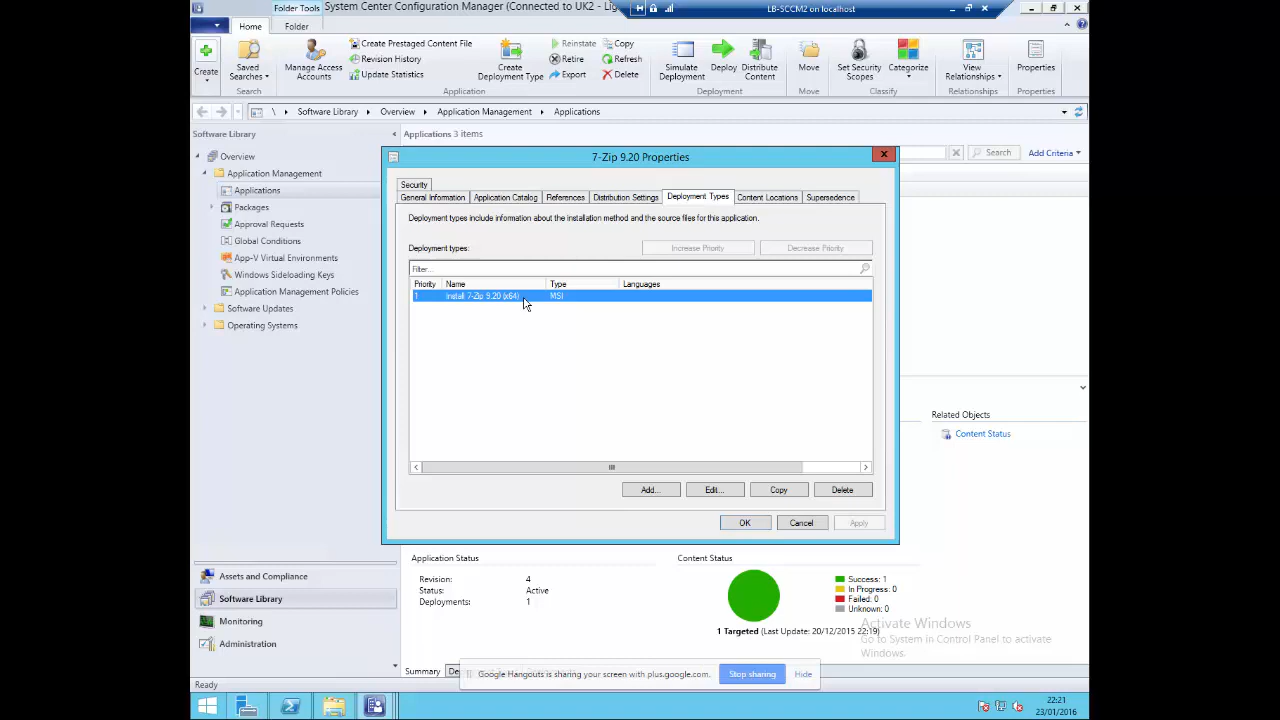 Folder Tools
System Center Configuration Manager (Connected to UK2 - Lig
LB-SCCM2 on localhost
Home
Folder
Create
Saved Searches
Search
Manage Access Accounts
Create Prestaged Content File
Revision History
Update Statistics
Application
Create Deployment Type
Reinstate
Retire
Export
Copy
Refresh
Delete
Simulate Deployment
Deploy
Distribute Content
Deployment
Move
Move
Set Security Scopes
Categorize
Classify
View Relationships
Relationships
Properties
Properties
\ Software Library Overview Application Management Applications
Software Library
Overview
Application Management
Applications
Packages
Approval Requests
Global Conditions
App-V Virtual Environments
Windows Sideloading Keys
Application Management Policies
Software Updates
Operating Systems
Assets and Compliance
Software Library
Monitoring
Administration
Ready
Applications 3 items
Search
Add Criteria
7-Zip 9.20 Properties
Security
General Information
Application Catalog
References
Distribution Settings
Deployment Types
Content Locations
Supersedence
Deployment types include information about the installation method and the source files for this application.
Deployment types:
Increase Priority
Decrease Priority
Filter...
Priority Name Type Languages
1 Install 7-Zip 9.20 (x64) MSI
Add...
Edit...
Copy
Delete
OK
Cancel
Apply
Related Objects
Content Status
Application Status
Revision: 4
Status: Active
Deployments: 1
Content Status
Success: 1
In Progress: 0
Failed: 0
Unknown: 0
1 Targeted (Last Update: 20/12/2015 22:19)
Activate Windows
Go to System in Control Panel to activate
Windows.
Summary
Google Hangouts is sharing your screen with plus.google.com.
Stop sharing
Hide
22:21
23/01/2016